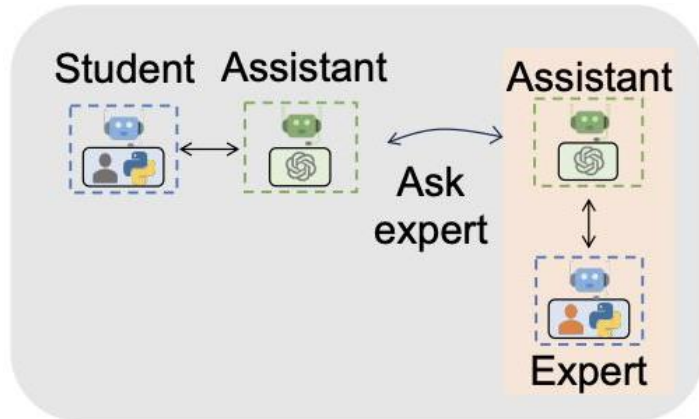 Student
Assistant
Assistant
Ask
expert
Expert